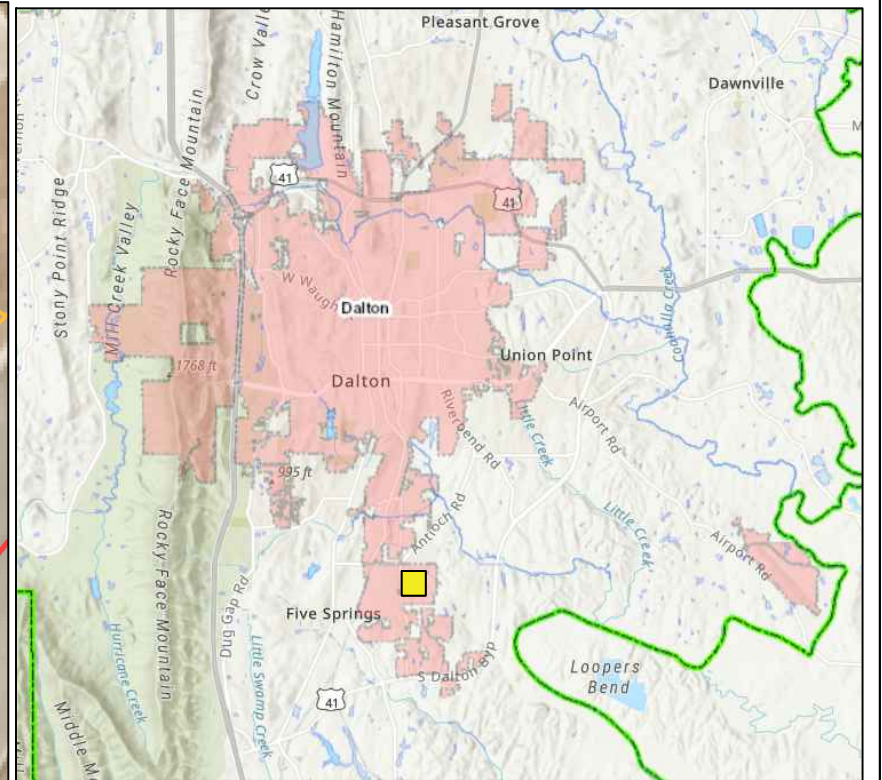 Pleasant Grove
Crow Valle
Hamilton Mountain
Dawnville
Rocky Face Mountain
Stony Point Ridge
41
41
Mill Creek Valley
W Waugh
Dalton
Coahulla Creek
Union Point
1768 ft
Dalton
Riverbend Rd
Little Creek
Airport Rd
995 ft
Antioch Rd
Little Creek
Airport Rd
Rocky Face Mountain
Dug Gap Rd
Five Springs
Hurricane Creek
Little Swamp Creek
S Dalton Byp
Loopers
Bend
41
Middle Mo